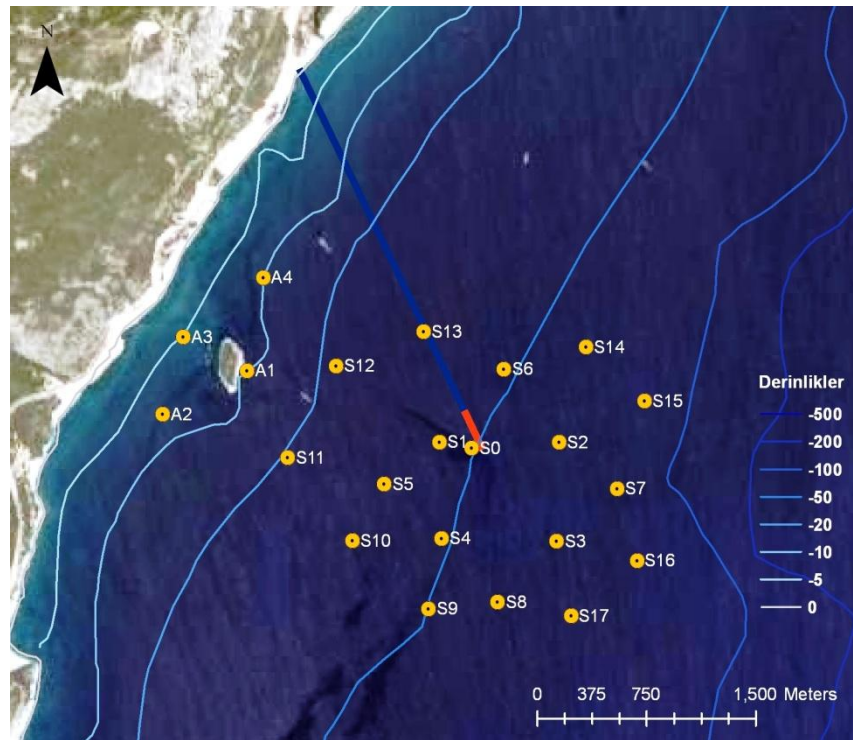 N
A4
S13
A3
S14
A1
S12
S6
S15
A2
S1
S0
S2
S11
S5
S7
S10
S4
S3
S16
S9
S8
S17
Derinlikler
-500
-200
-100
-50
-20
-10
-5
0
0 375 750 1,500 Meters